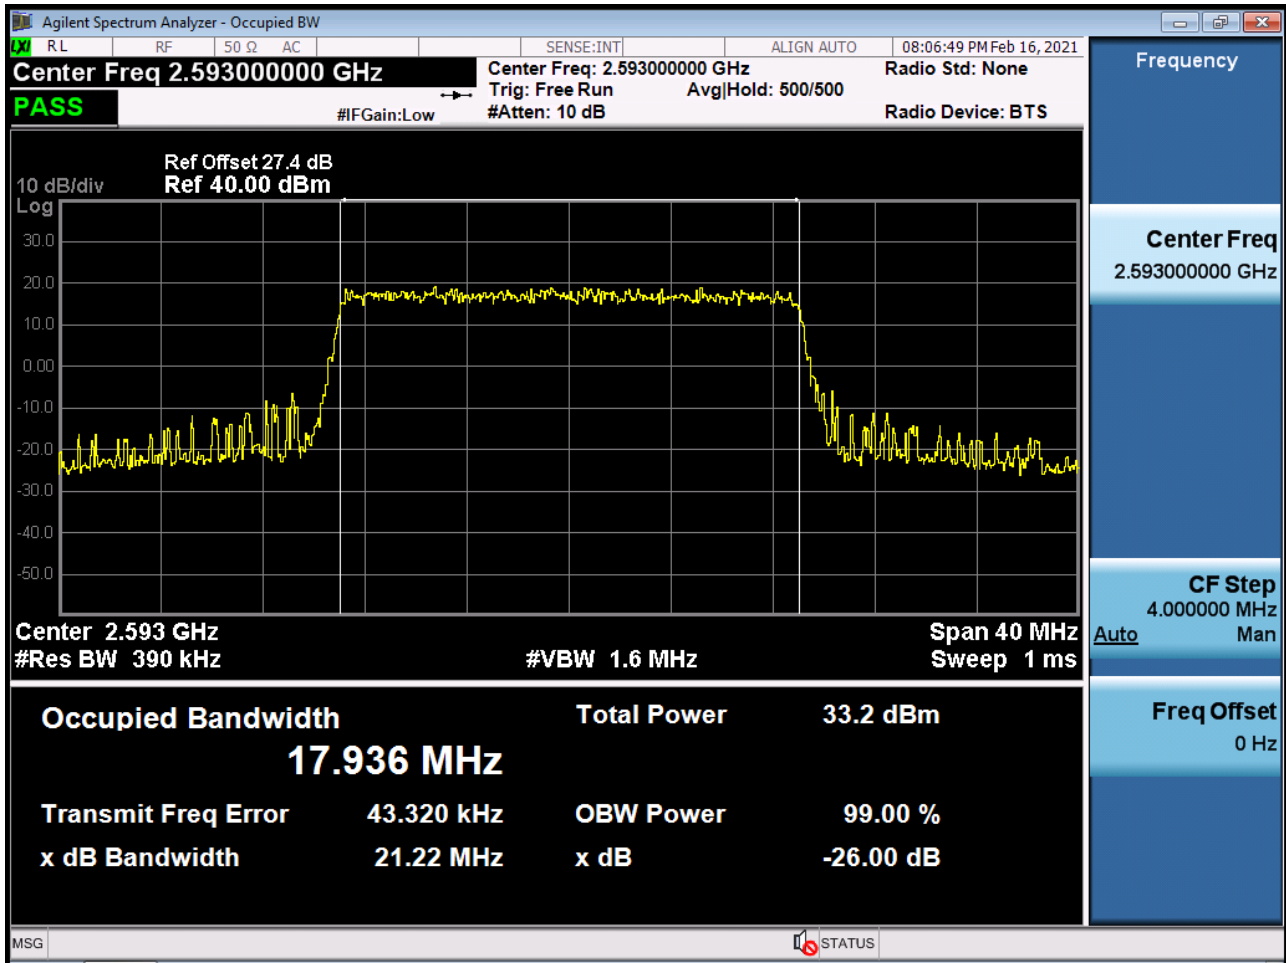 Agilent Spectrum Analyzer - Occupied BW
LXI RL RF 50 Ω AC SENSE:INT ALIGN AUTO 08:06:49 PM Feb 16, 2021
Center Freq 2.593000000 GHz
Center Freq: 2.593000000 GHz Radio Std: None
Trig: Free Run Avg|Hold: 500/500
PASS
#IFGain:Low #Atten: 10 dB Radio Device: BTS
Ref Offset 27.4 dB
10 dB/div Ref 40.00 dBm
Log
30.0
20.0
10.0
0.00
-10.0
-20.0
-30.0
-40.0
-50.0
Center 2.593 GHz Span 40 MHz
#Res BW 390 kHz #VBW 1.6 MHz Sweep 1 ms
Occupied Bandwidth Total Power 33.2 dBm
17.936 MHz
Transmit Freq Error 43.320 kHz OBW Power 99.00 %
x dB Bandwidth 21.22 MHz x dB -26.00 dB
MSG STATUS
Frequency
Center Freq
2.593000000 GHz
CF Step
4.000000 MHz
Auto Man
Freq Offset
0 Hz